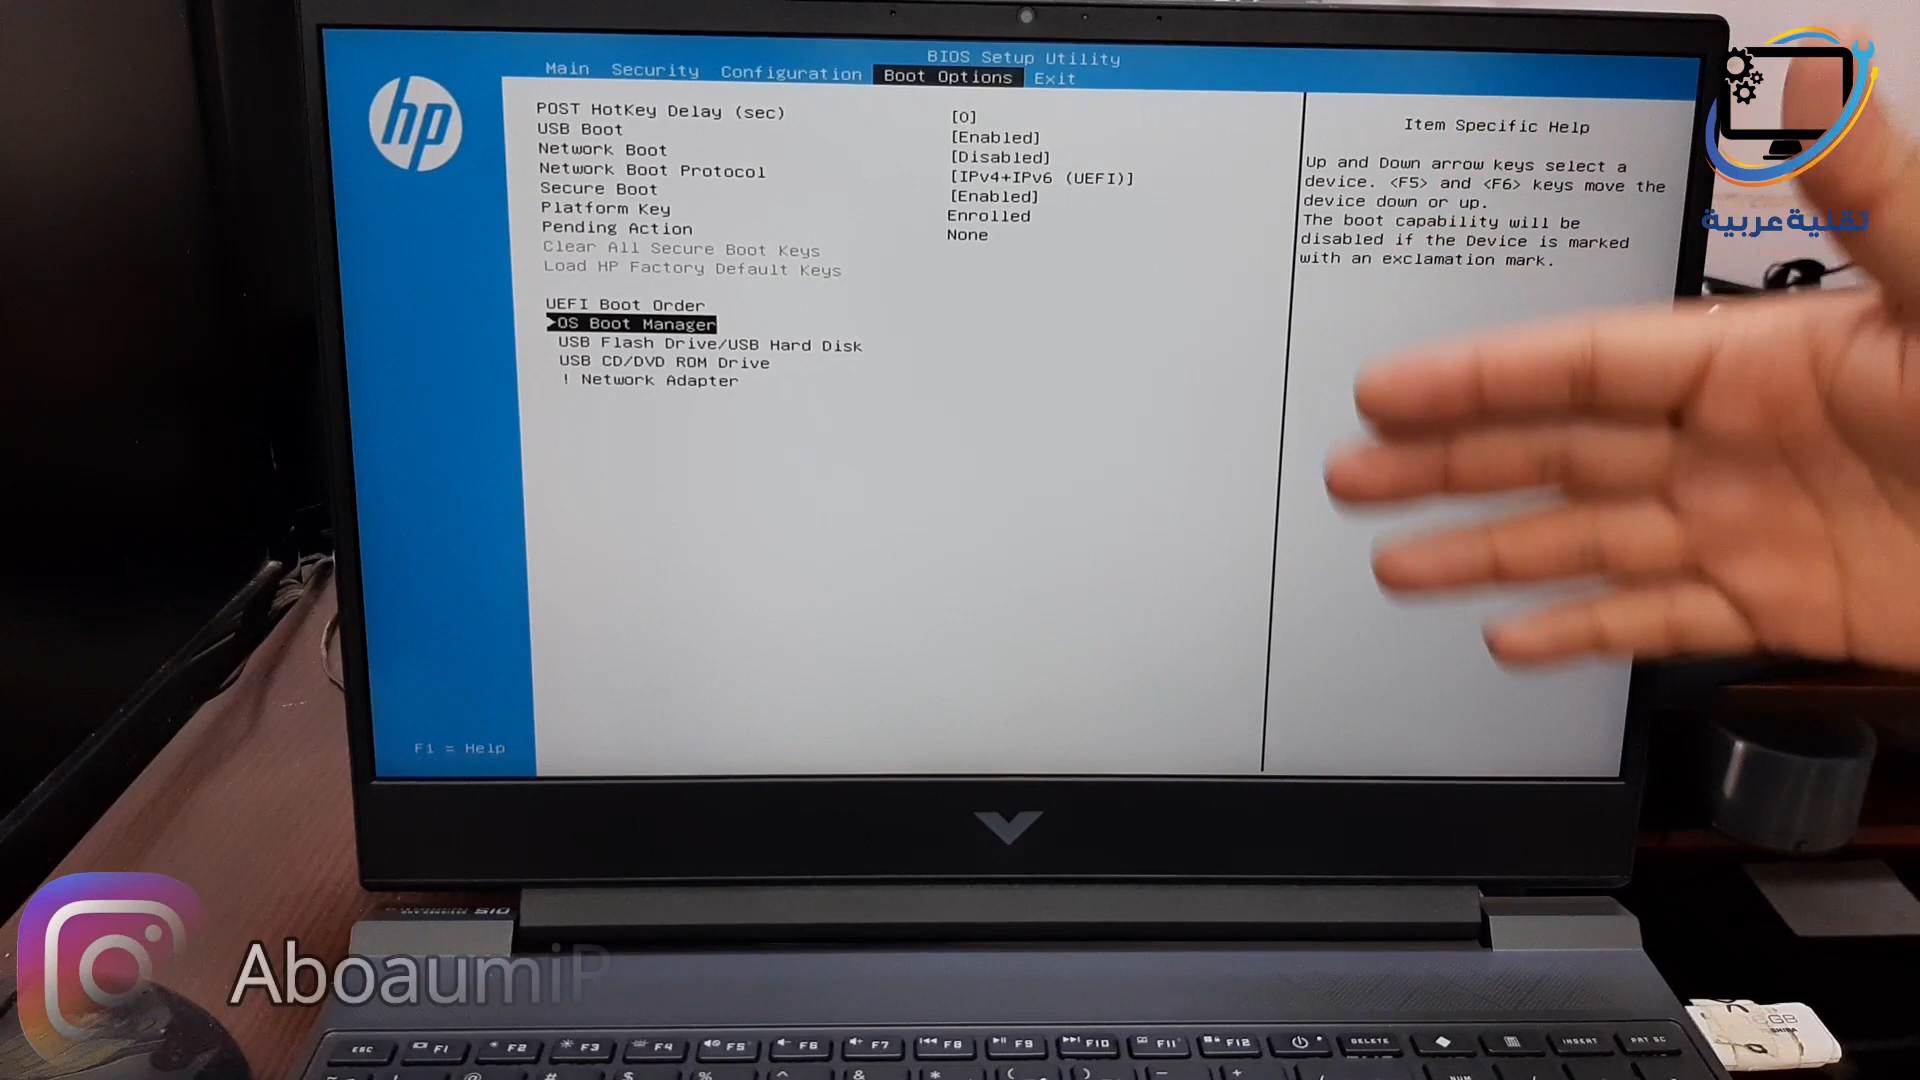 BIOS Setup Utility
Main Security Configuration Boot Options Exit
hp
POST HotKey Delay (sec) [0]
USB Boot [Enabled]
Network Boot [Disabled]
Network Boot Protocol [IPv4+IPv6 (UEFI)]
Secure Boot [Enabled]
Platform Key Enrolled
Pending Action None
Clear All Secure Boot Keys
Load HP Factory Default Keys
UEFI Boot Order
OS Boot Manager
USB Flash Drive/USB Hard Disk
USB CD/DVD ROM Drive
! Network Adapter
Item Specific Help
Up and Down arrow keys select a
device. <F5> and <F6> keys move the
device down or up.
The boot capability will be
disabled if the Device is marked
with an exclamation mark.
F1 = Help
تقنية عربية
AboaumiR
ESC F1 F2 F3 F4 F5 F6 F7 F8 F9 F10 F11 F12 DELETE INSERT PRT SC
@ # $ % ^ & * ( ) − +